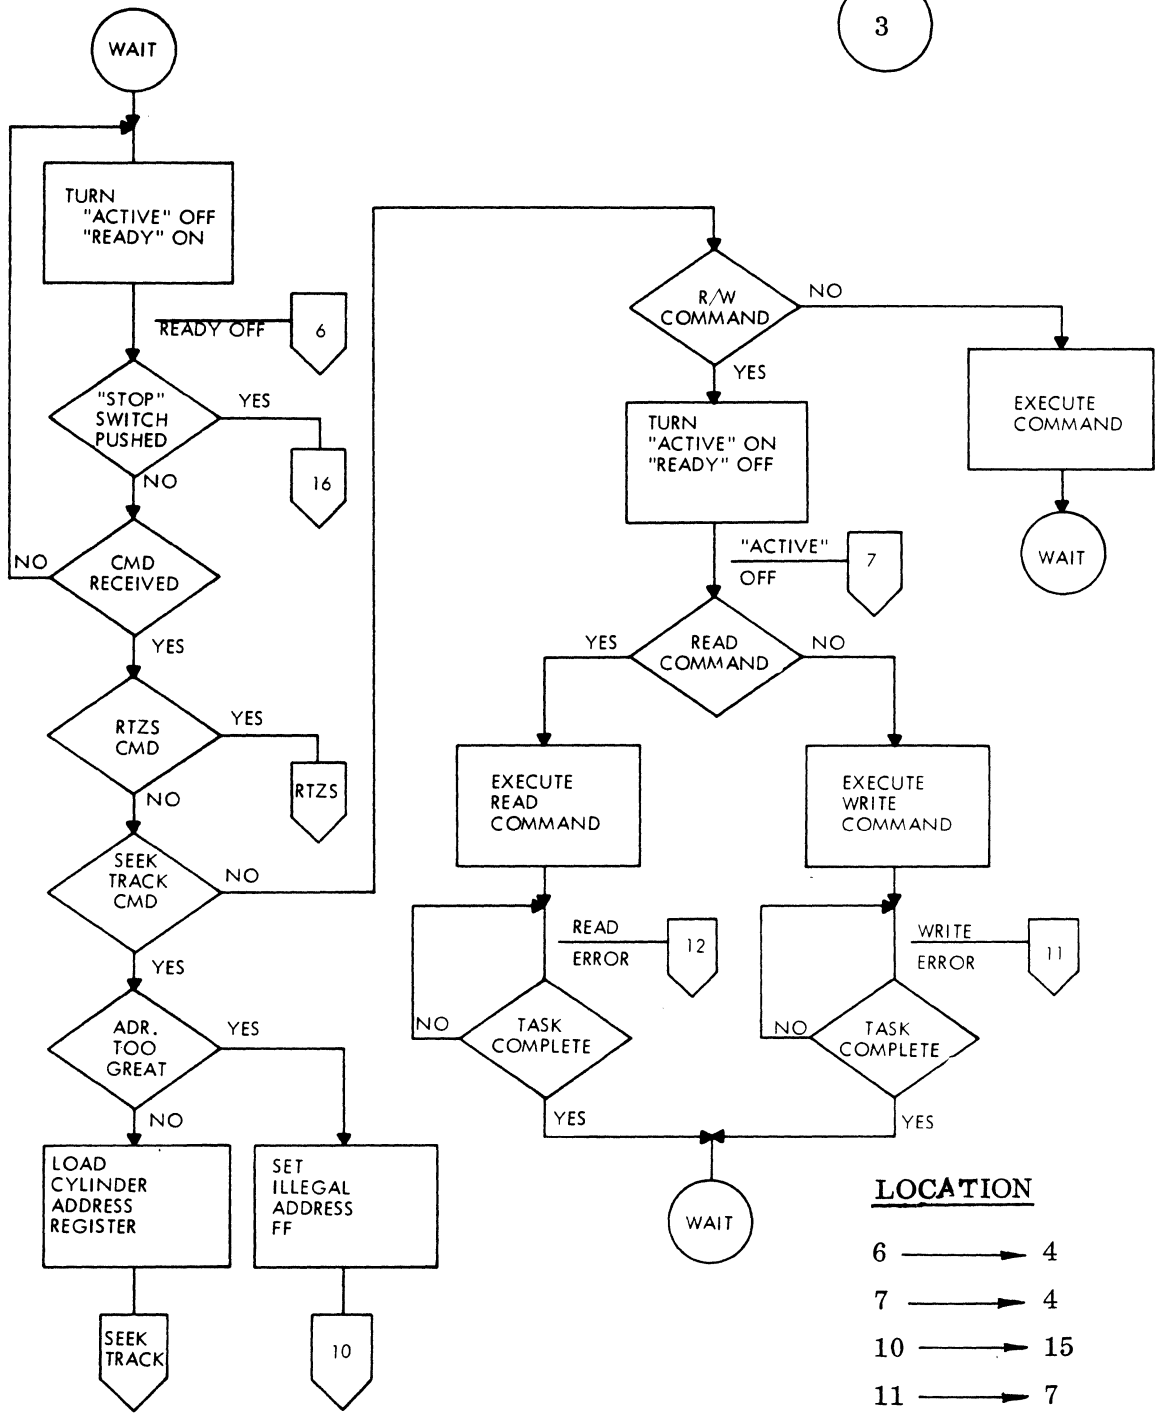 3
WAIT
TURN
"ACTIVE" OFF
"READY" ON
READY OFF
6
"STOP"
SWITCH
PUSHED
YES
16
NO
CMD
RECEIVED
NO
YES
RTZS
CMD
YES
RTZS
NO
SEEK
TRACK
CMD
NO
YES
ADR.
TOO
GREAT
YES
NO
LOAD
CYLINDER
ADDRESS
REGISTER
SET
ILLEGAL
ADDRESS
FF
SEEK
TRACK
10
R/W
COMMAND
NO
YES
EXECUTE
COMMAND
WAIT
TURN
"ACTIVE" ON
"READY" OFF
"ACTIVE"
OFF
7
READ
COMMAND
YES
NO
EXECUTE
READ
COMMAND
EXECUTE
WRITE
COMMAND
READ
ERROR
12
WRITE
ERROR
11
TASK
COMPLETE
NO
YES
TASK
COMPLETE
NO
YES
WAIT
LOCATION
6 → 4
7 → 4
10 → 15
11 → 7